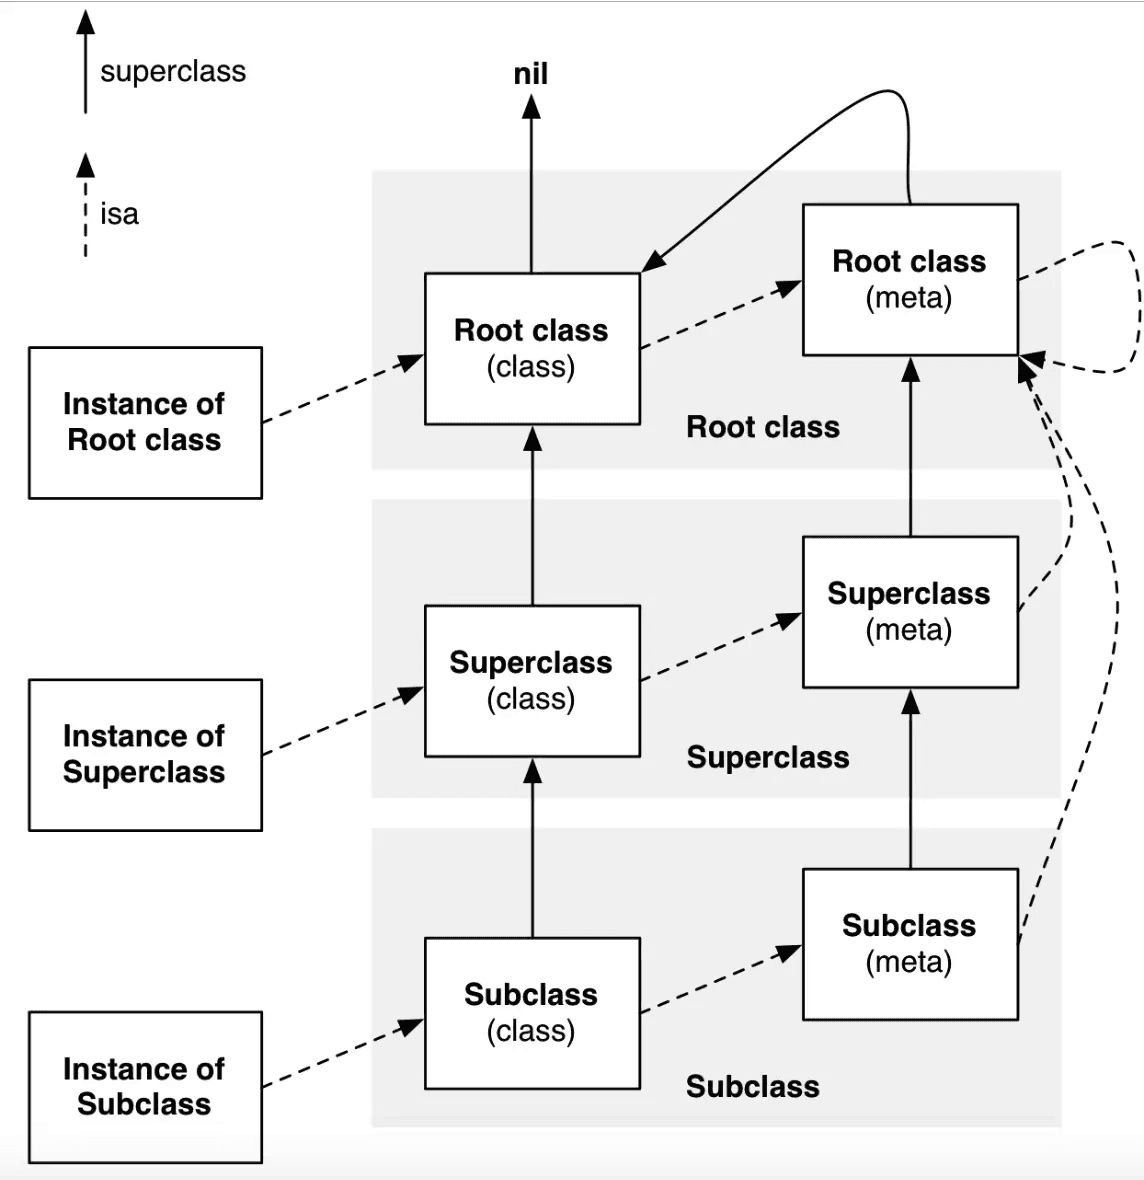 superclass
nil
isa
Root class
(meta)
Root class
(class)
Instance of
Root class
Root class
Superclass
(meta)
Superclass
(class)
Instance of
Superclass
Superclass
Subclass
(meta)
Subclass
(class)
Instance of
Subclass
Subclass